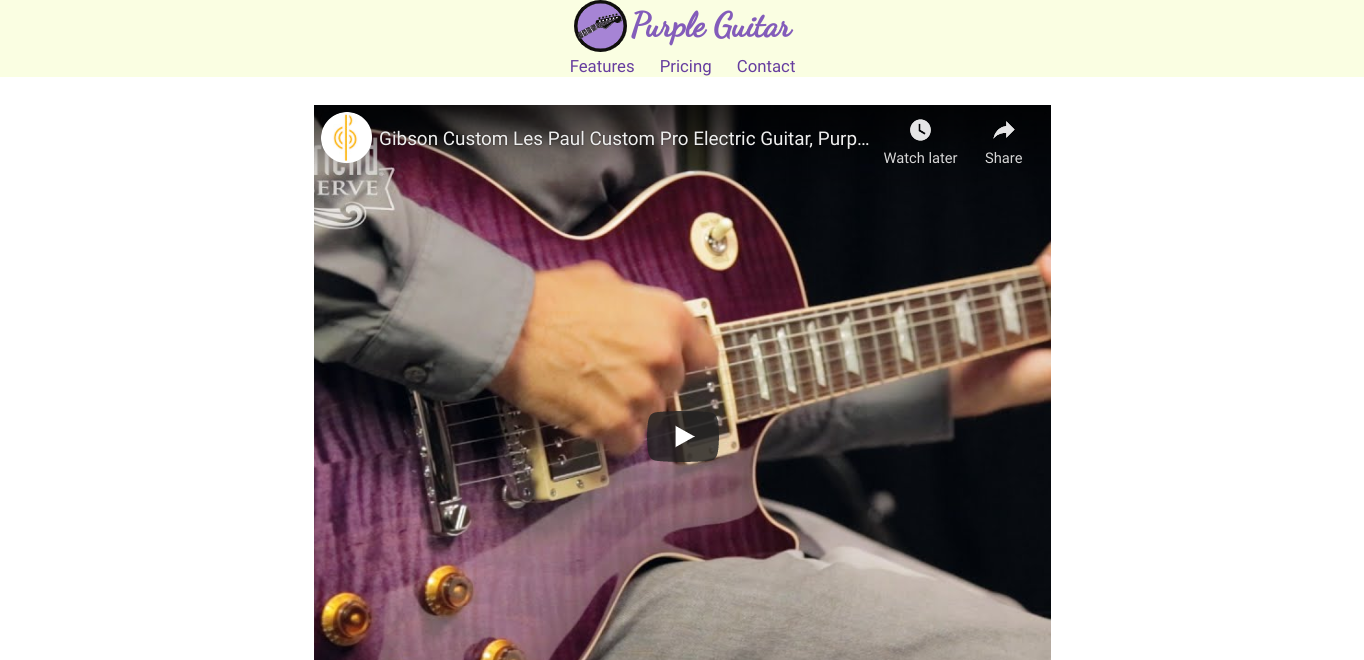 Purple Guitar
Features Pricing Contact
Gibson Custom Les Paul Custom Pro Electric Guitar, Purp...
Watch later Share
ERVE